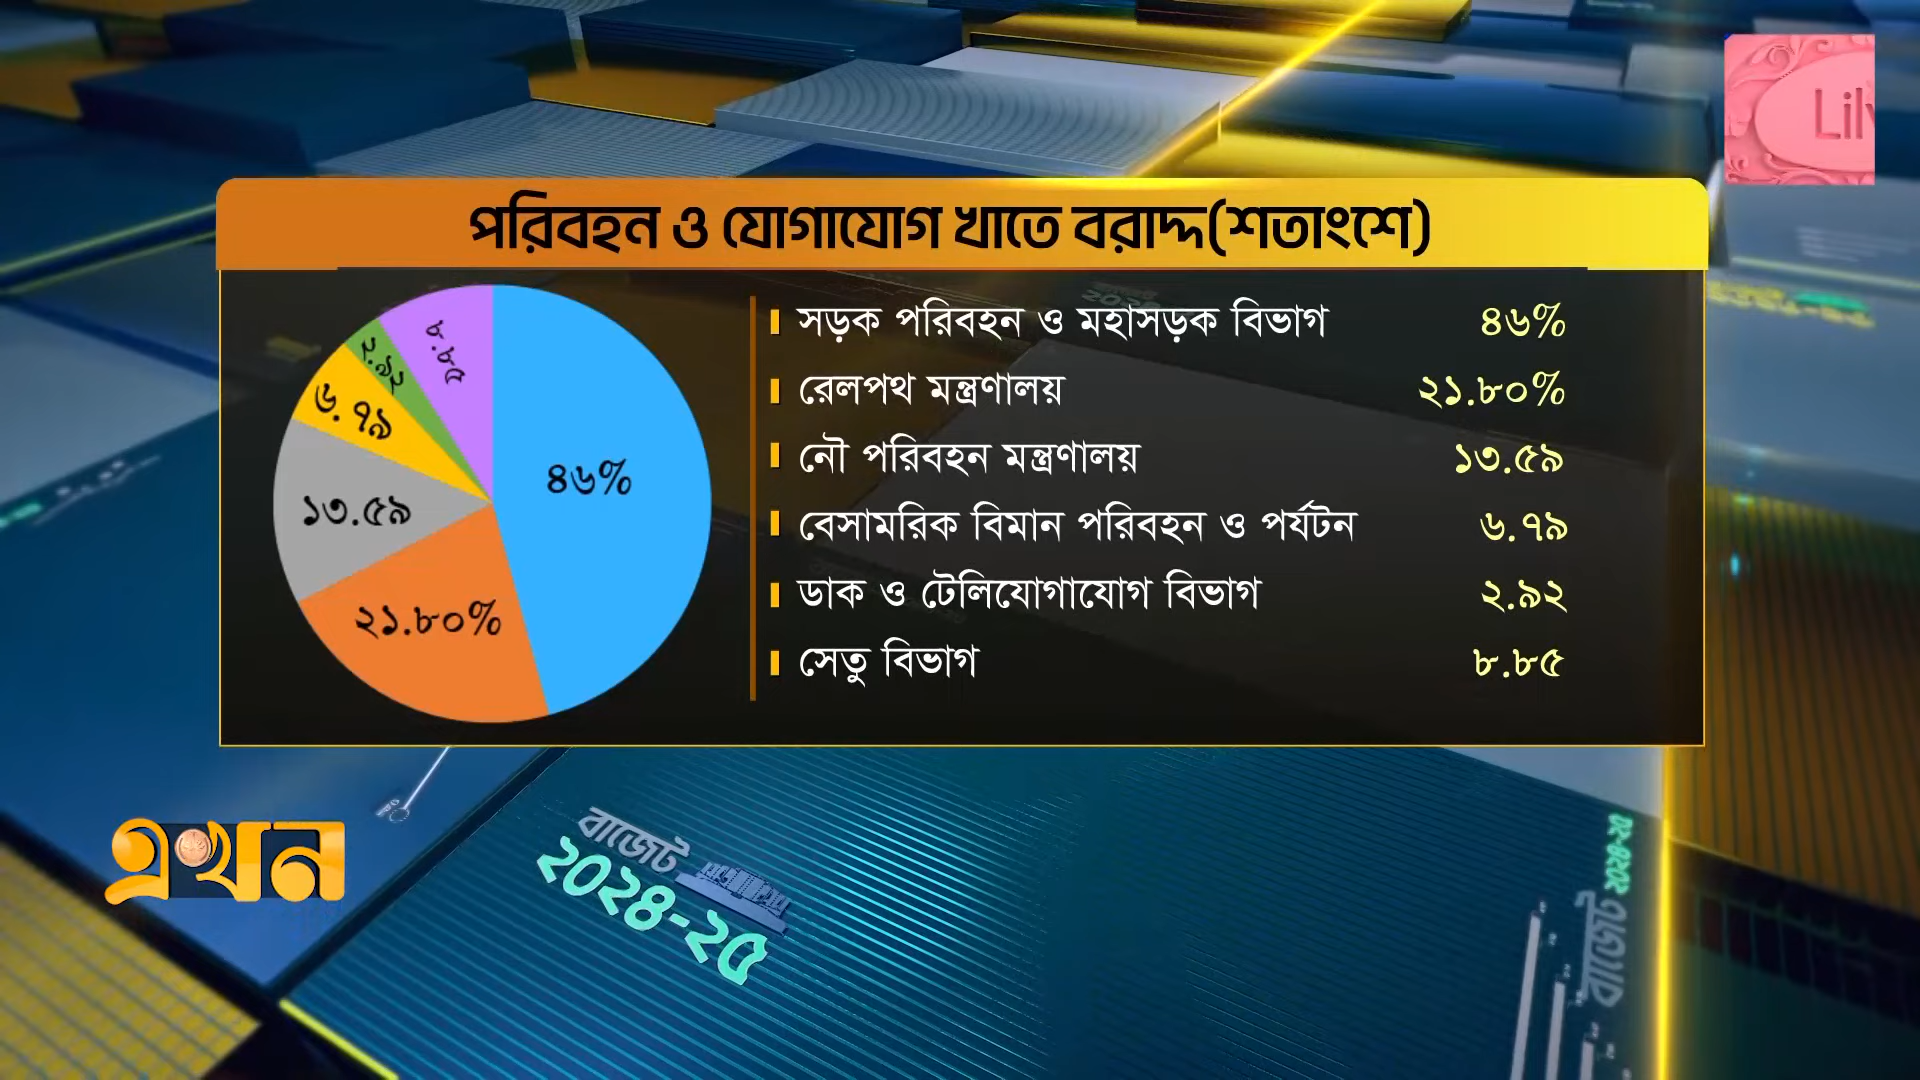 পরিবহন ও যোগাযোগ খাতে বরাদ্দ(শতাংশে)
৪৬%
২১.৮০%
১৩.৫৯
৬.৭৯
২.৯২
৮.৮৫
সড়ক পরিবহন ও মহাসড়ক বিভাগ ৪৬%
রেলপথ মন্ত্রণালয় ২১.৮০%
নৌ পরিবহন মন্ত্রণালয় ১৩.৫৯
বেসামরিক বিমান পরিবহন ও পর্যটন ৬.৭৯
ডাক ও টেলিযোগাযোগ বিভাগ ২.৯২
সেতু বিভাগ ৮.৮৫
এখন
বাজেট
২০২৪-২৫
বাজেট ২০২৪-২৫